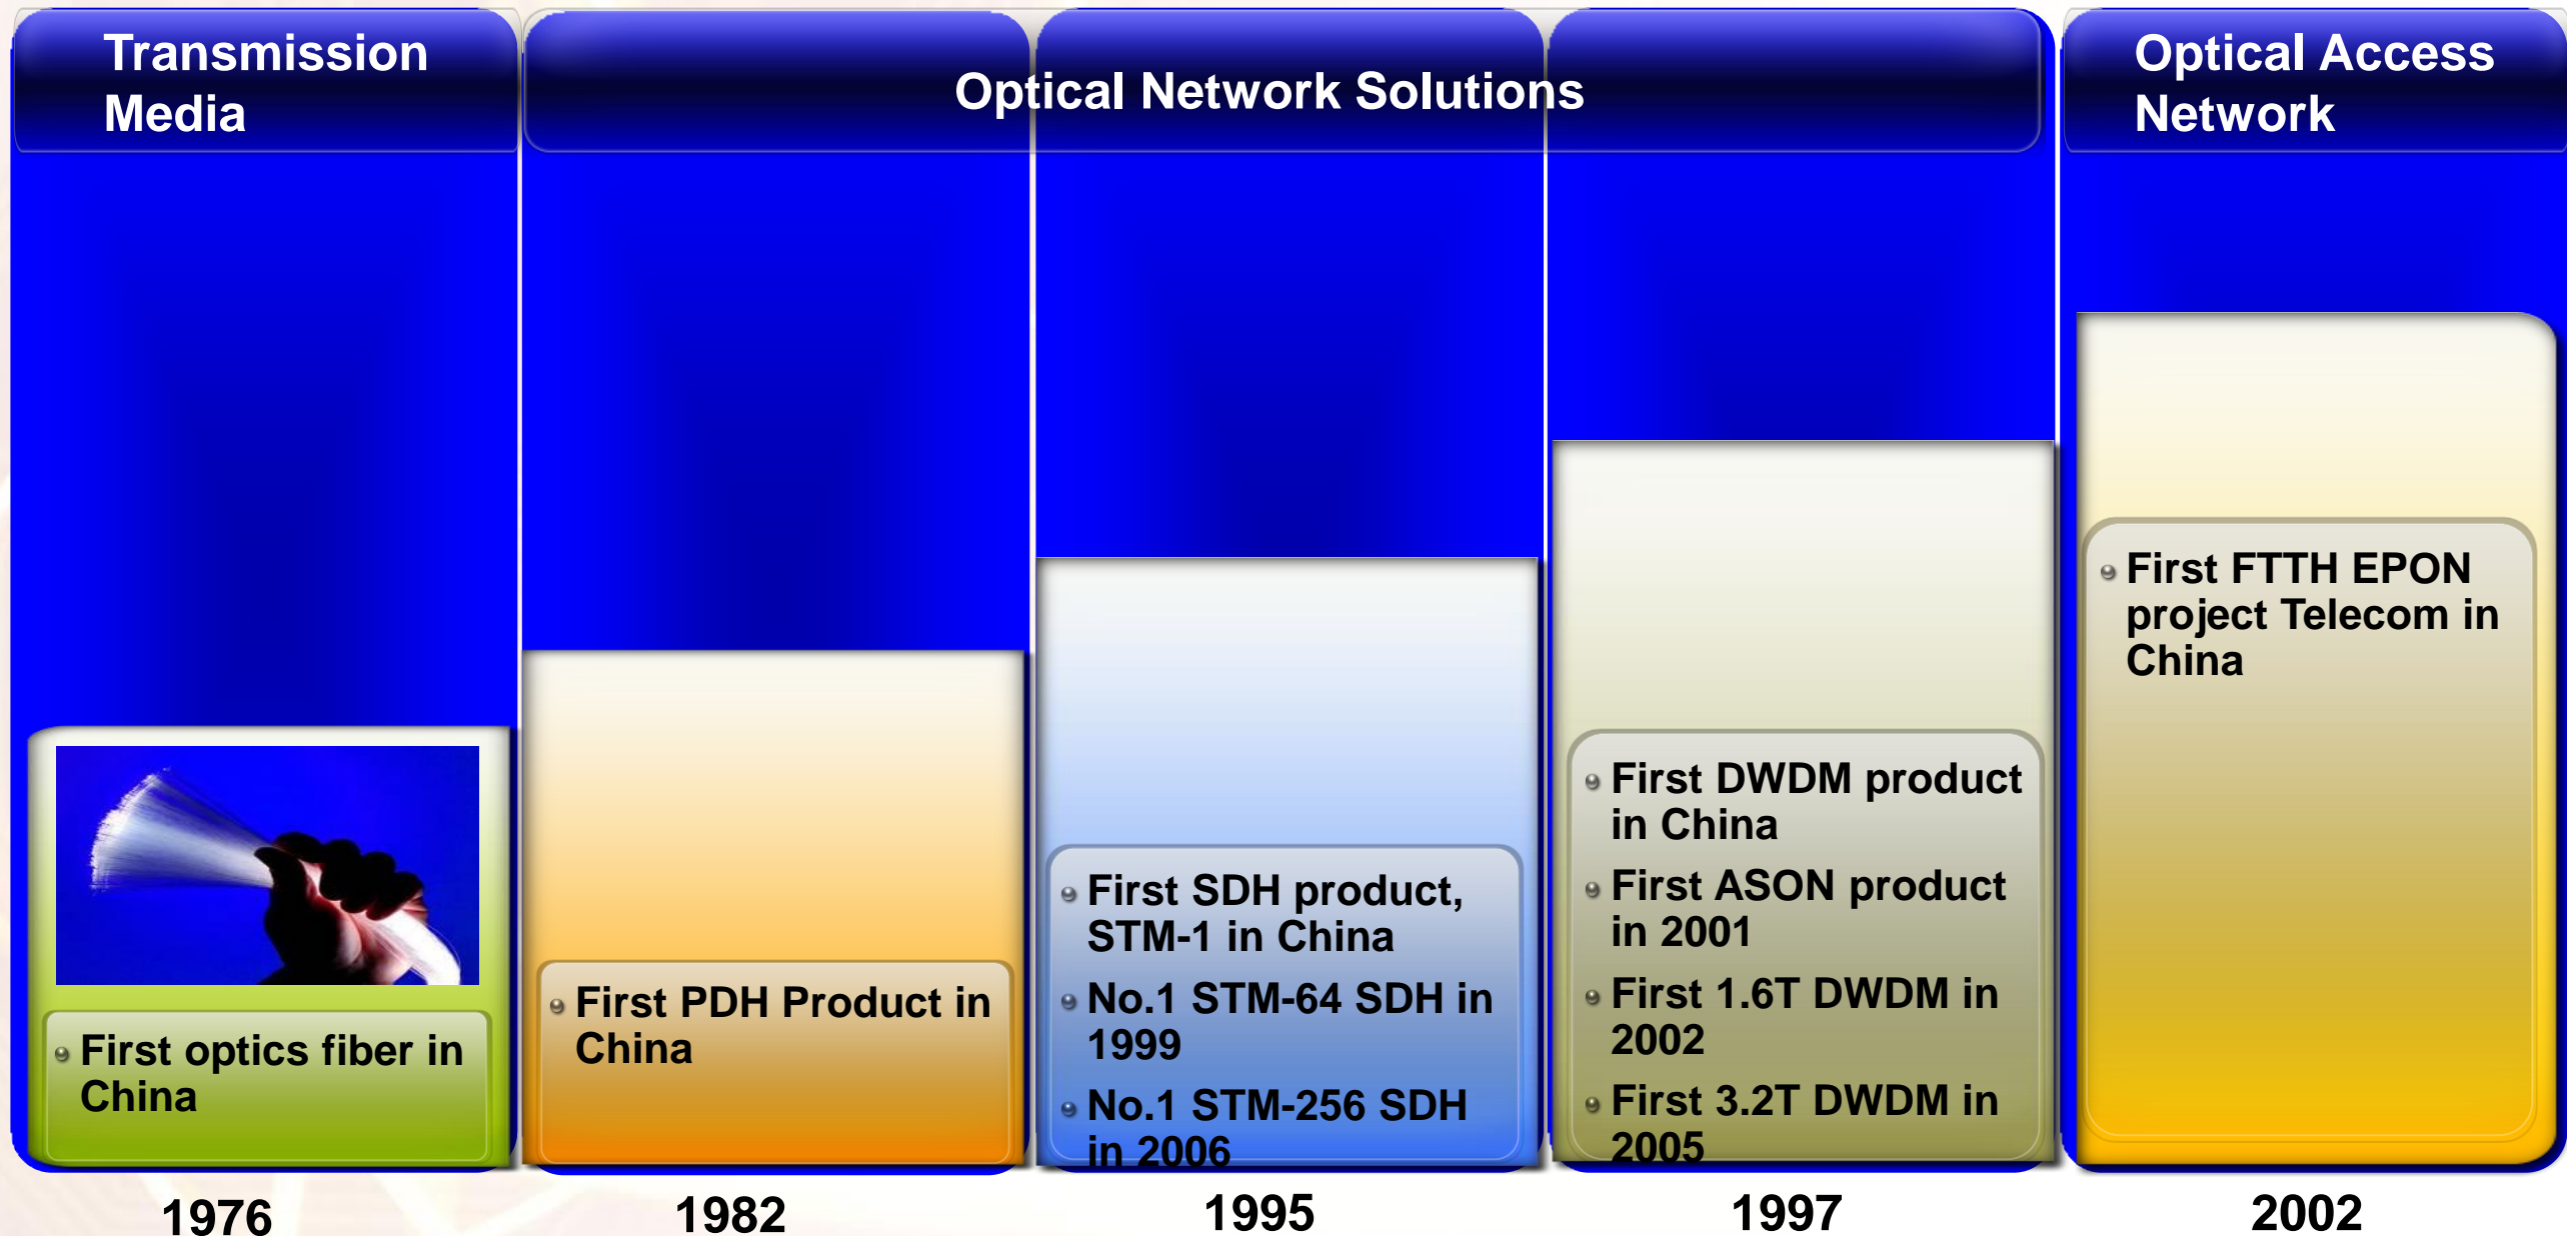 Transmission
Media
Optical Network Solutions
Optical Access
Network
First optics fiber in
China
First PDH Product in
China
First SDH product,
STM-1 in China
No.1 STM-64 SDH in
1999
No.1 STM-256 SDH
in 2006
First DWDM product
in China
First ASON product
in 2001
First 1.6T DWDM in
2002
First 3.2T DWDM in
2005
First FTTH EPON
project Telecom in
China
1976
1982
1995
1997
2002